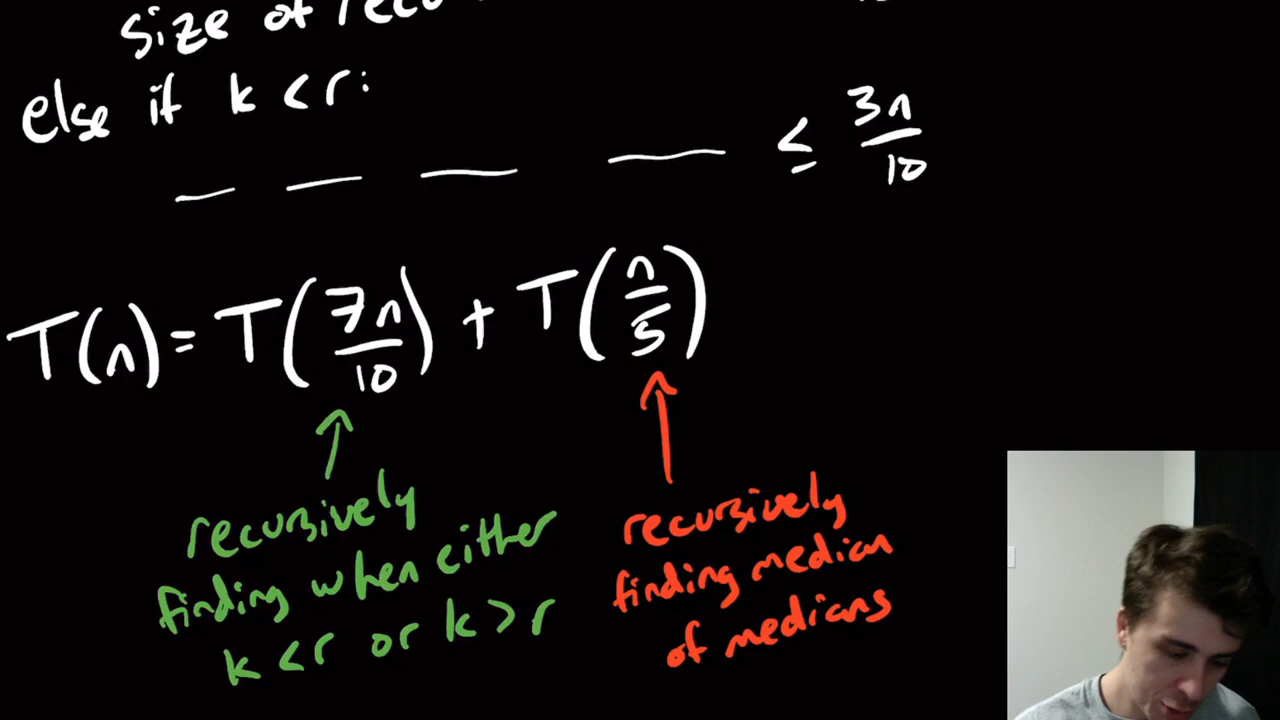 size of
else if k < r:
≤ 3n/10
T(n) = T(7n/10) + T(n/5)
recursively
finding when either
k < r or k > r
recursively
finding median
of medians